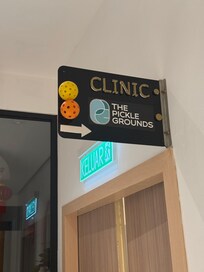 CLINIC
THE
PICKLE
GROUNDS
KELUAR